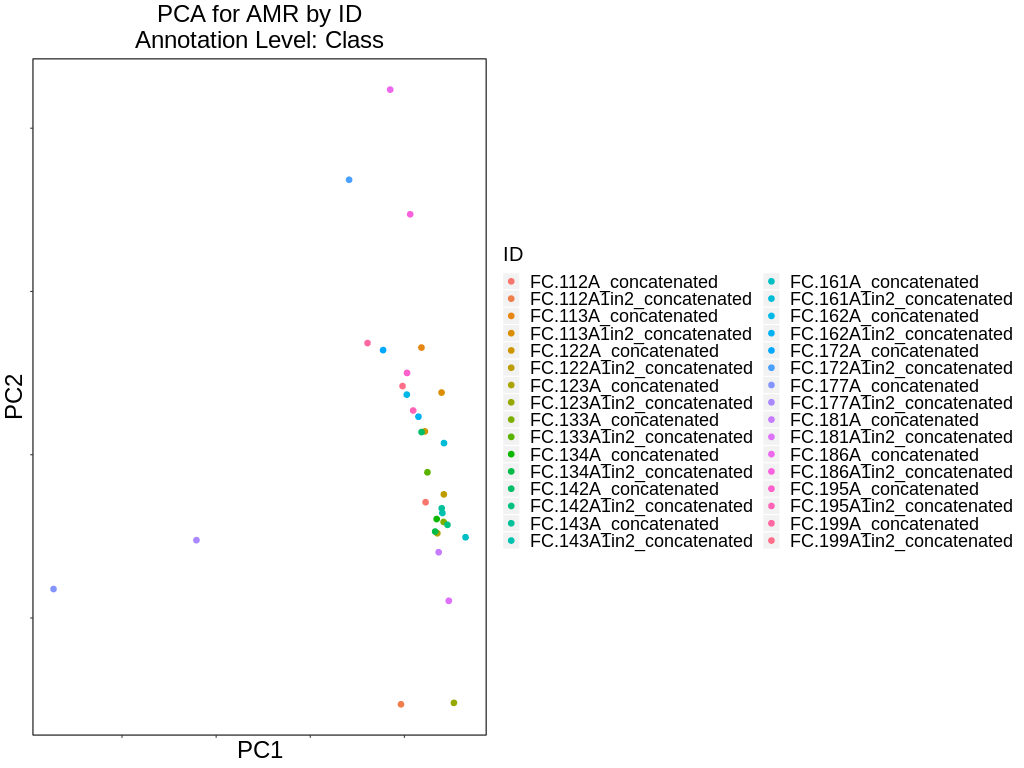 PCA for AMR by ID
Annotation Level: Class
PC2
PC1
ID
FC.112A_concatenated
FC.112A1in2_concatenated
FC.113A_concatenated
FC.113A1in2_concatenated
FC.122A_concatenated
FC.122A1in2_concatenated
FC.123A_concatenated
FC.123A1in2_concatenated
FC.133A_concatenated
FC.133A1in2_concatenated
FC.134A_concatenated
FC.134A1in2_concatenated
FC.142A_concatenated
FC.142A1in2_concatenated
FC.143A_concatenated
FC.143A1in2_concatenated
FC.161A_concatenated
FC.161A1in2_concatenated
FC.162A_concatenated
FC.162A1in2_concatenated
FC.172A_concatenated
FC.172A1in2_concatenated
FC.177A_concatenated
FC.177A1in2_concatenated
FC.181A_concatenated
FC.181A1in2_concatenated
FC.186A_concatenated
FC.186A1in2_concatenated
FC.195A_concatenated
FC.195A1in2_concatenated
FC.199A_concatenated
FC.199A1in2_concatenated